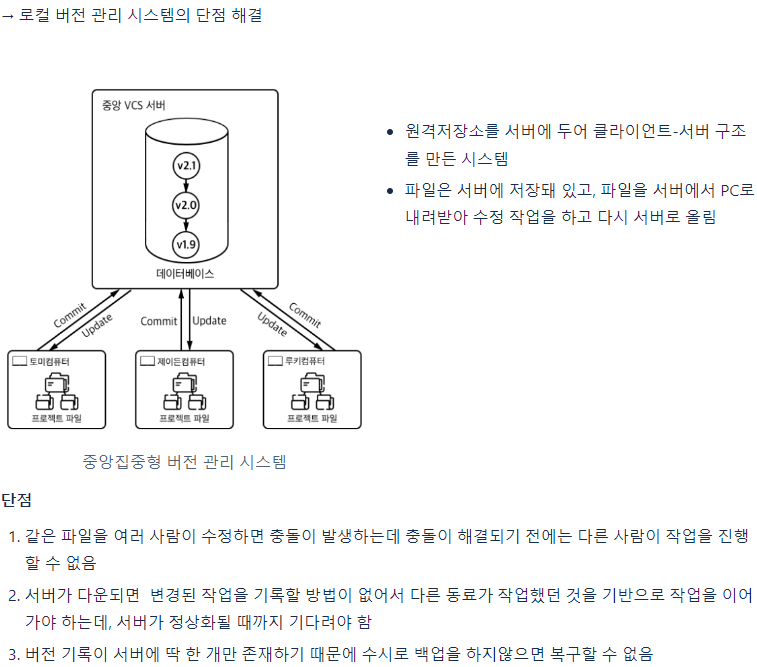 → 로컬 버전 관리 시스템의 단점 해결
중앙 VCS 서버
v2.1
v2.0
v1.9
데이터베이스
Commit
Update
Commit
Update
Commit
Update
토미컴퓨터
프로젝트 파일
제이든컴퓨터
프로젝트 파일
루키컴퓨터
프로젝트 파일
중앙집중형 버전 관리 시스템
• 원격저장소를 서버에 두어 클라이언트-서버 구조
를 만든 시스템
• 파일은 서버에 저장돼 있고, 파일을 서버에서 PC로
내려받아 수정 작업을 하고 다시 서버로 올림
단점
1. 같은 파일을 여러 사람이 수정하면 충돌이 발생하는데 충돌이 해결되기 전에는 다른 사람이 작업을 진행
할 수 없음
2. 서버가 다운되면 변경된 작업을 기록할 방법이 없어서 다른 동료가 작업했던 것을 기반으로 작업을 이어
가야 하는데, 서버가 정상화될 때까지 기다려야 함
3. 버전 기록이 서버에 딱 한 개만 존재하기 때문에 수시로 백업을 하지않으면 복구할 수 없음